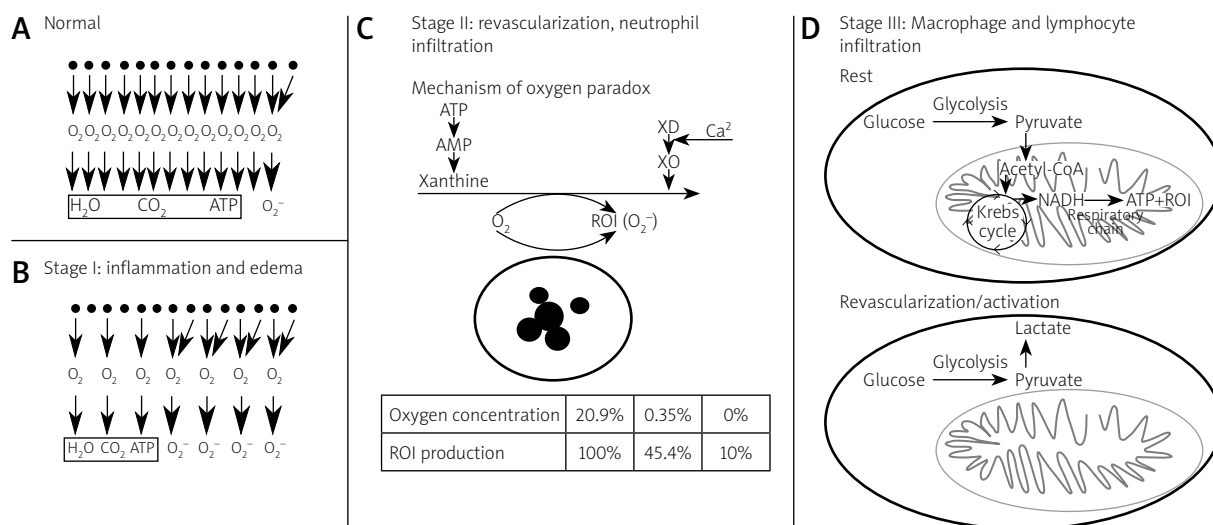 A Normal
O₂ O₂ O₂ O₂ O₂ O₂ O₂ O₂ O₂ O₂ O₂ O₂ O₂
H₂O CO₂ ATP O₂⁻
B Stage I: inflammation and edema
O₂ O₂ O₂ O₂ O₂ O₂ O₂
H₂O CO₂ ATP O₂⁻ O₂⁻ O₂⁻ O₂⁻
C Stage II: revascularization, neutrophil
infiltration
Mechanism of oxygen paradox
ATP
AMP
Xanthine
XD Ca²
XO
O₂ ROI (O₂⁻)
Oxygen concentration 20.9% 0.35% 0%
ROI production 100% 45.4% 10%
D Stage III: Macrophage and lymphocyte
infiltration
Rest
Glycolysis
Glucose Pyruvate
Acetyl-CoA
NADH ATP+ROI
Krebs
cycle
Respiratory
chain
Revascularization/activation
Lactate
Glycolysis
Glucose Pyruvate